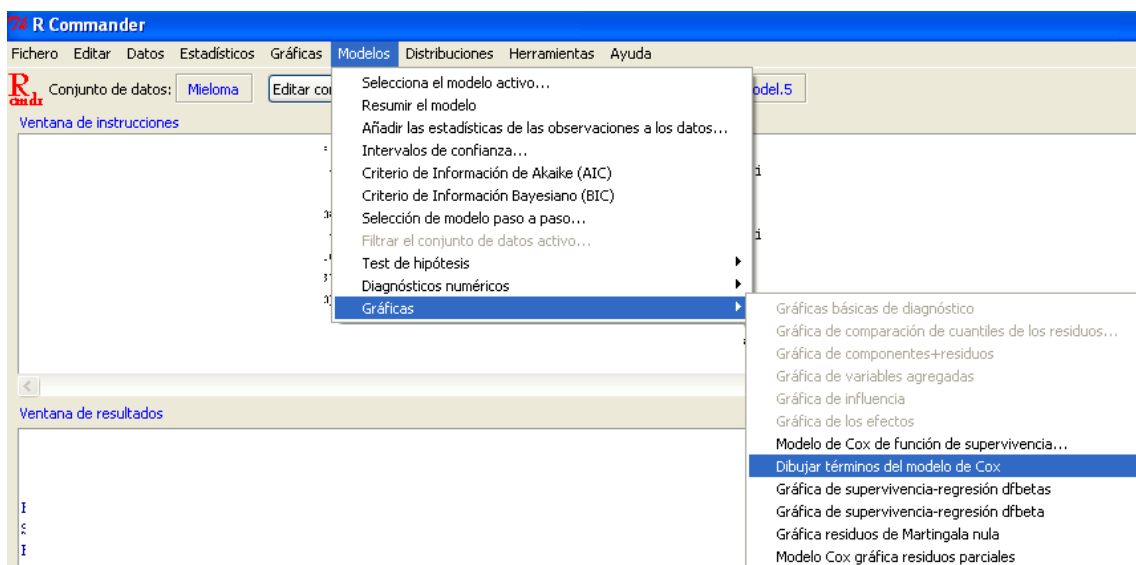 R Commander
Fichero Editar Datos Estadísticos Gráficas Modelos Distribuciones Herramientas Ayuda
Rcmdr Conjunto de datos: Mieloma Editar con odel.5
Ventana de instrucciones
Selecciona el modelo activo...
Resumir el modelo
Añadir las estadísticas de las observaciones a los datos...
Intervalos de confianza...
Criterio de Información de Akaike (AIC)
Criterio de Información Bayesiano (BIC)
Selección de modelo paso a paso...
Filtrar el conjunto de datos activo...
Test de hipótesis
Diagnósticos numéricos
Gráficas
Gráficas básicas de diagnóstico
Gráfica de comparación de cuantiles de los residuos...
Gráfica de componentes+residuos
Gráfica de variables agregadas
Gráfica de influencia
Gráfica de los efectos
Modelo de Cox de función de supervivencia...
Dibujar términos del modelo de Cox
Gráfica de supervivencia-regresión dfbetas
Gráfica de supervivencia-regresión dfbeta
Gráfica residuos de Martingala nula
Modelo Cox gráfica residuos parciales
Ventana de resultados